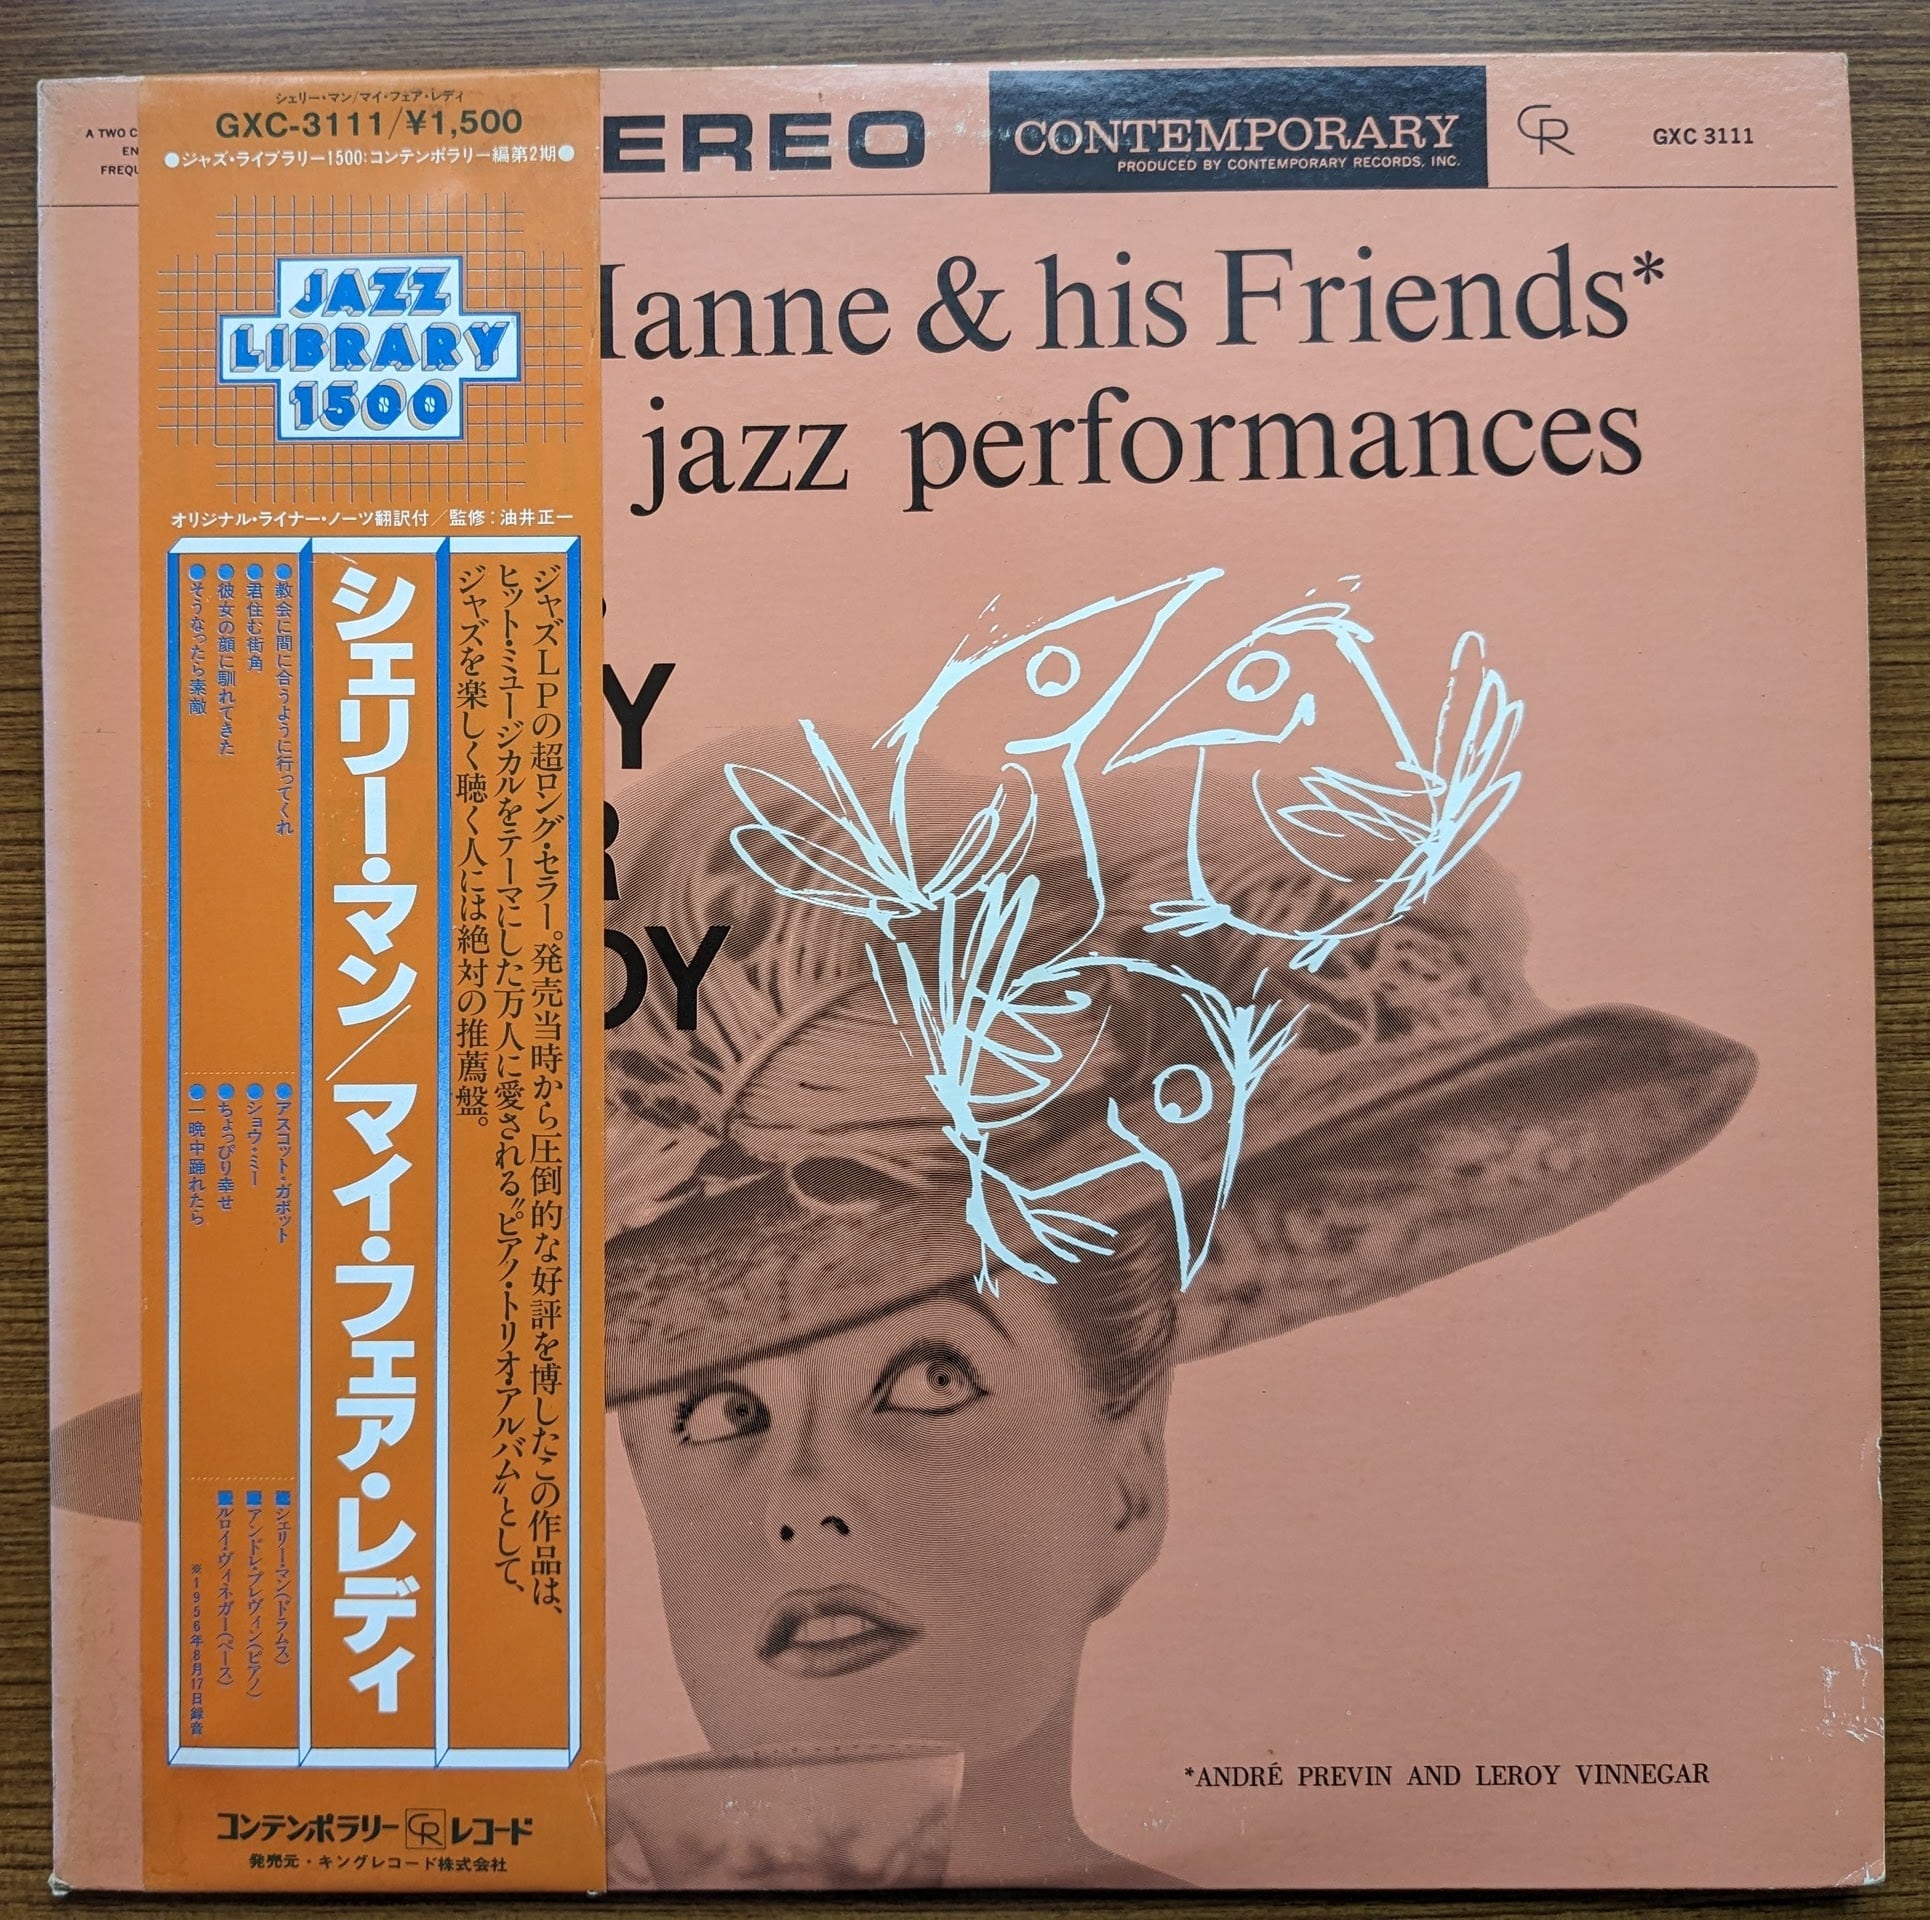 シェリー・マン/マイ・フェア・レディ
GXC-3111/¥1,500
●ジャズ・ライブラリー1500:コンテンポラリー編第2期●
JAZZ
LIBRARY
1500
オリジナル・ライナー・ノーツ翻訳付/監修:油井正一
ジャズLPの超ロング・セラー。発売当時から圧倒的な好評を博したこの作品は、
ヒット・ミュージカルをテーマにした万人に愛される〝ピアノ・トリオ・アルバム〟として、
ジャズを楽しく聴く人には絶対の推薦盤。
シェリー・マン/マイ・フェア・レディ
●教会に間に合うように行ってくれ
●君住む街角
●彼女の顔に馴れてきた
●そうなったら素敵
●アスコット・ガボット
●ショウ・ミー
●ちょっぴり幸せ
●一晩中踊れたら
■シェリー・マン(ドラムス)
■アンドレ・プレヴィン(ピアノ)
■ルロイ・ヴィネガー(ベース)
※1956年8月17日録音
コンテンポラリー CR レコード
発売元・キングレコード株式会社
A TWO C
EN
FREQU
EREO
CONTEMPORARY
PRODUCED BY CONTEMPORARY RECORDS, INC.
CR
GXC 3111
anne & his Friends*
jazz performances
Y
R
DY
*ANDRÉ PREVIN AND LEROY VINNEGAR